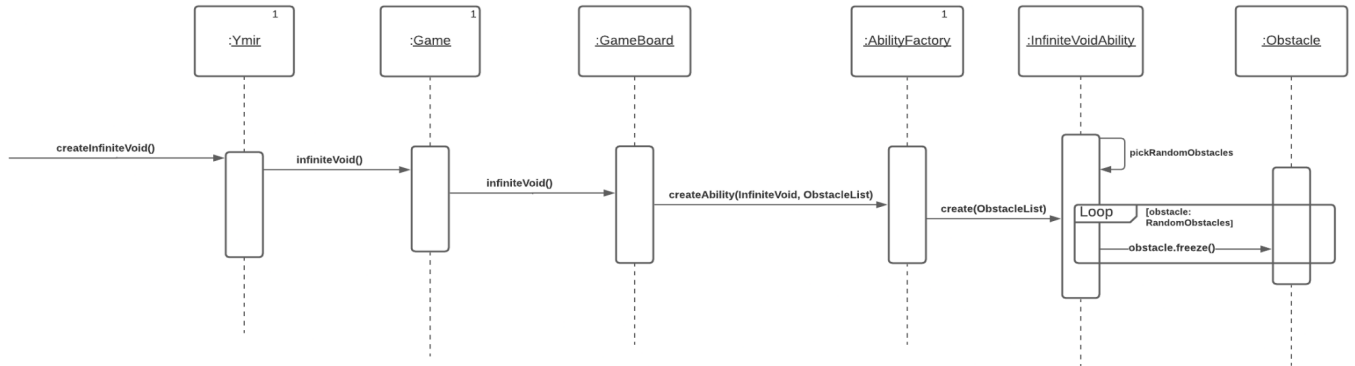 1
:Ymir
1
:Game
:GameBoard
1
:AbilityFactory
:InfiniteVoidAbility
:Obstacle
createInfiniteVoid()
infiniteVoid()
infiniteVoid()
createAbility(InfiniteVoid, ObstacleList)
create(ObstacleList)
pickRandomObstacles
Loop
[obstacle:
RandomObstacles]
obstacle.freeze()